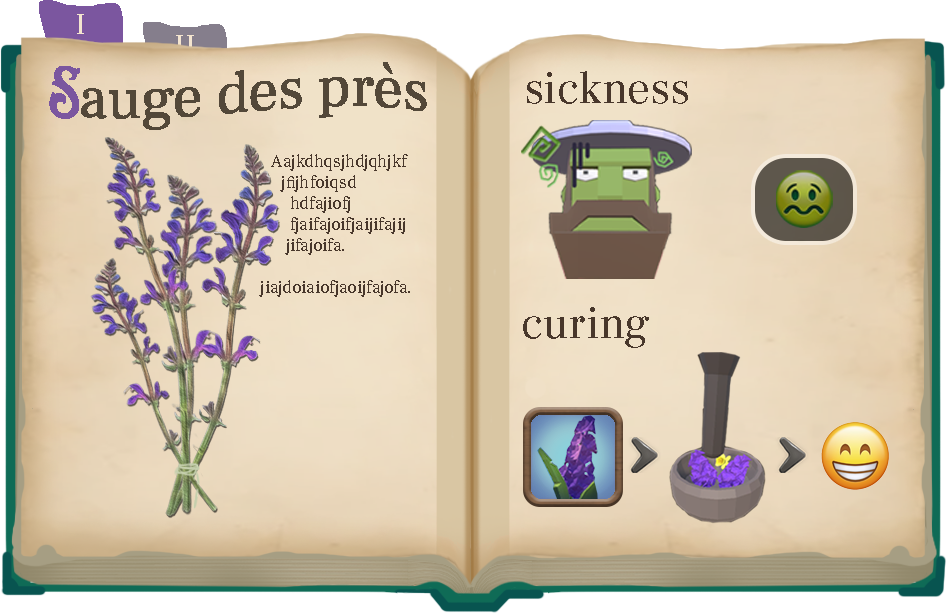 I
II
Sauge des près
Aajkdhqsjhdjqhjkf
jfijhfoiqsd
hdfajiofj
fjaifajoifjaijifajij
jifajoifa.
jiajdoiaiofjaoijfajofa.
sickness
curing